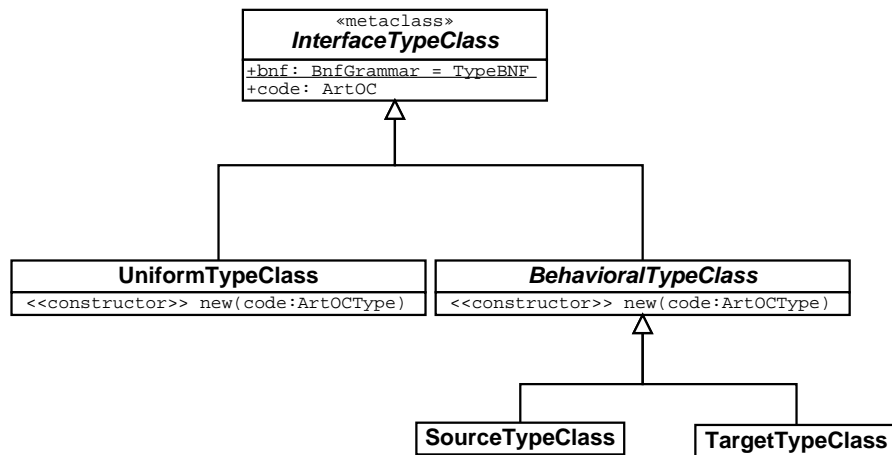 «metaclass»
InterfaceTypeClass
+bnf: BnfGrammar = TypeBNF
+code: ArtOC
UniformTypeClass
<<constructor>> new(code:ArtOCType)
BehavioralTypeClass
<<constructor>> new(code:ArtOCType)
SourceTypeClass
TargetTypeClass